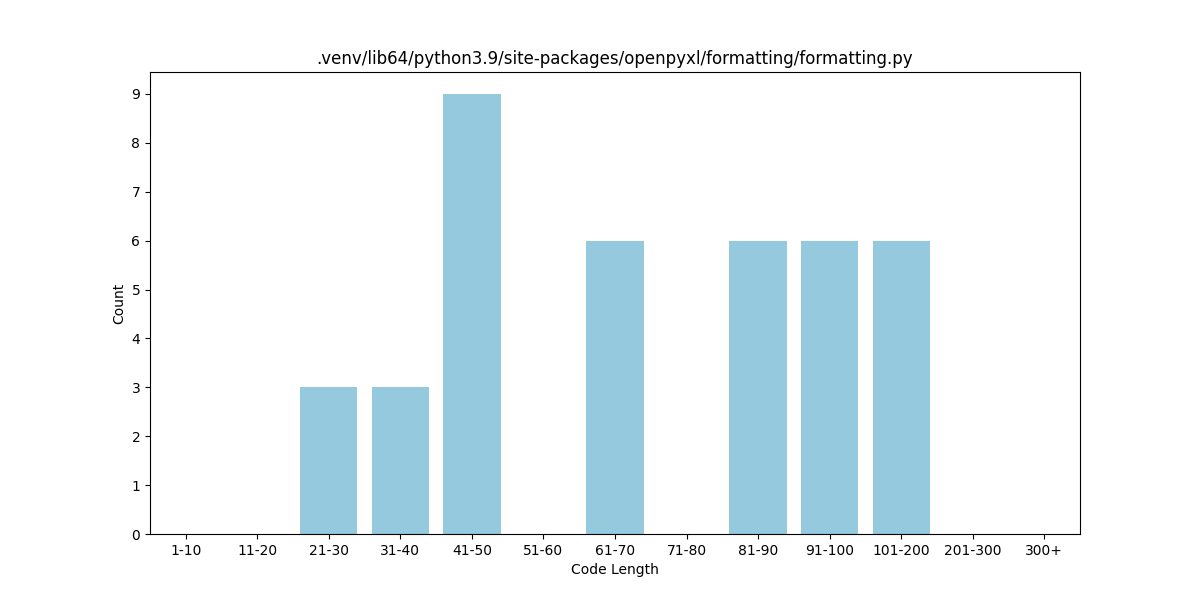 .venv/lib64/python3.9/site-packages/openpyxl/formatting/formatting.py
9
8
7
6
5
4
3
2
1
0
Count
1-10 11-20 21-30 31-40 41-50 51-60 61-70 71-80 81-90 91-100 101-200 201-300 300+
Code Length